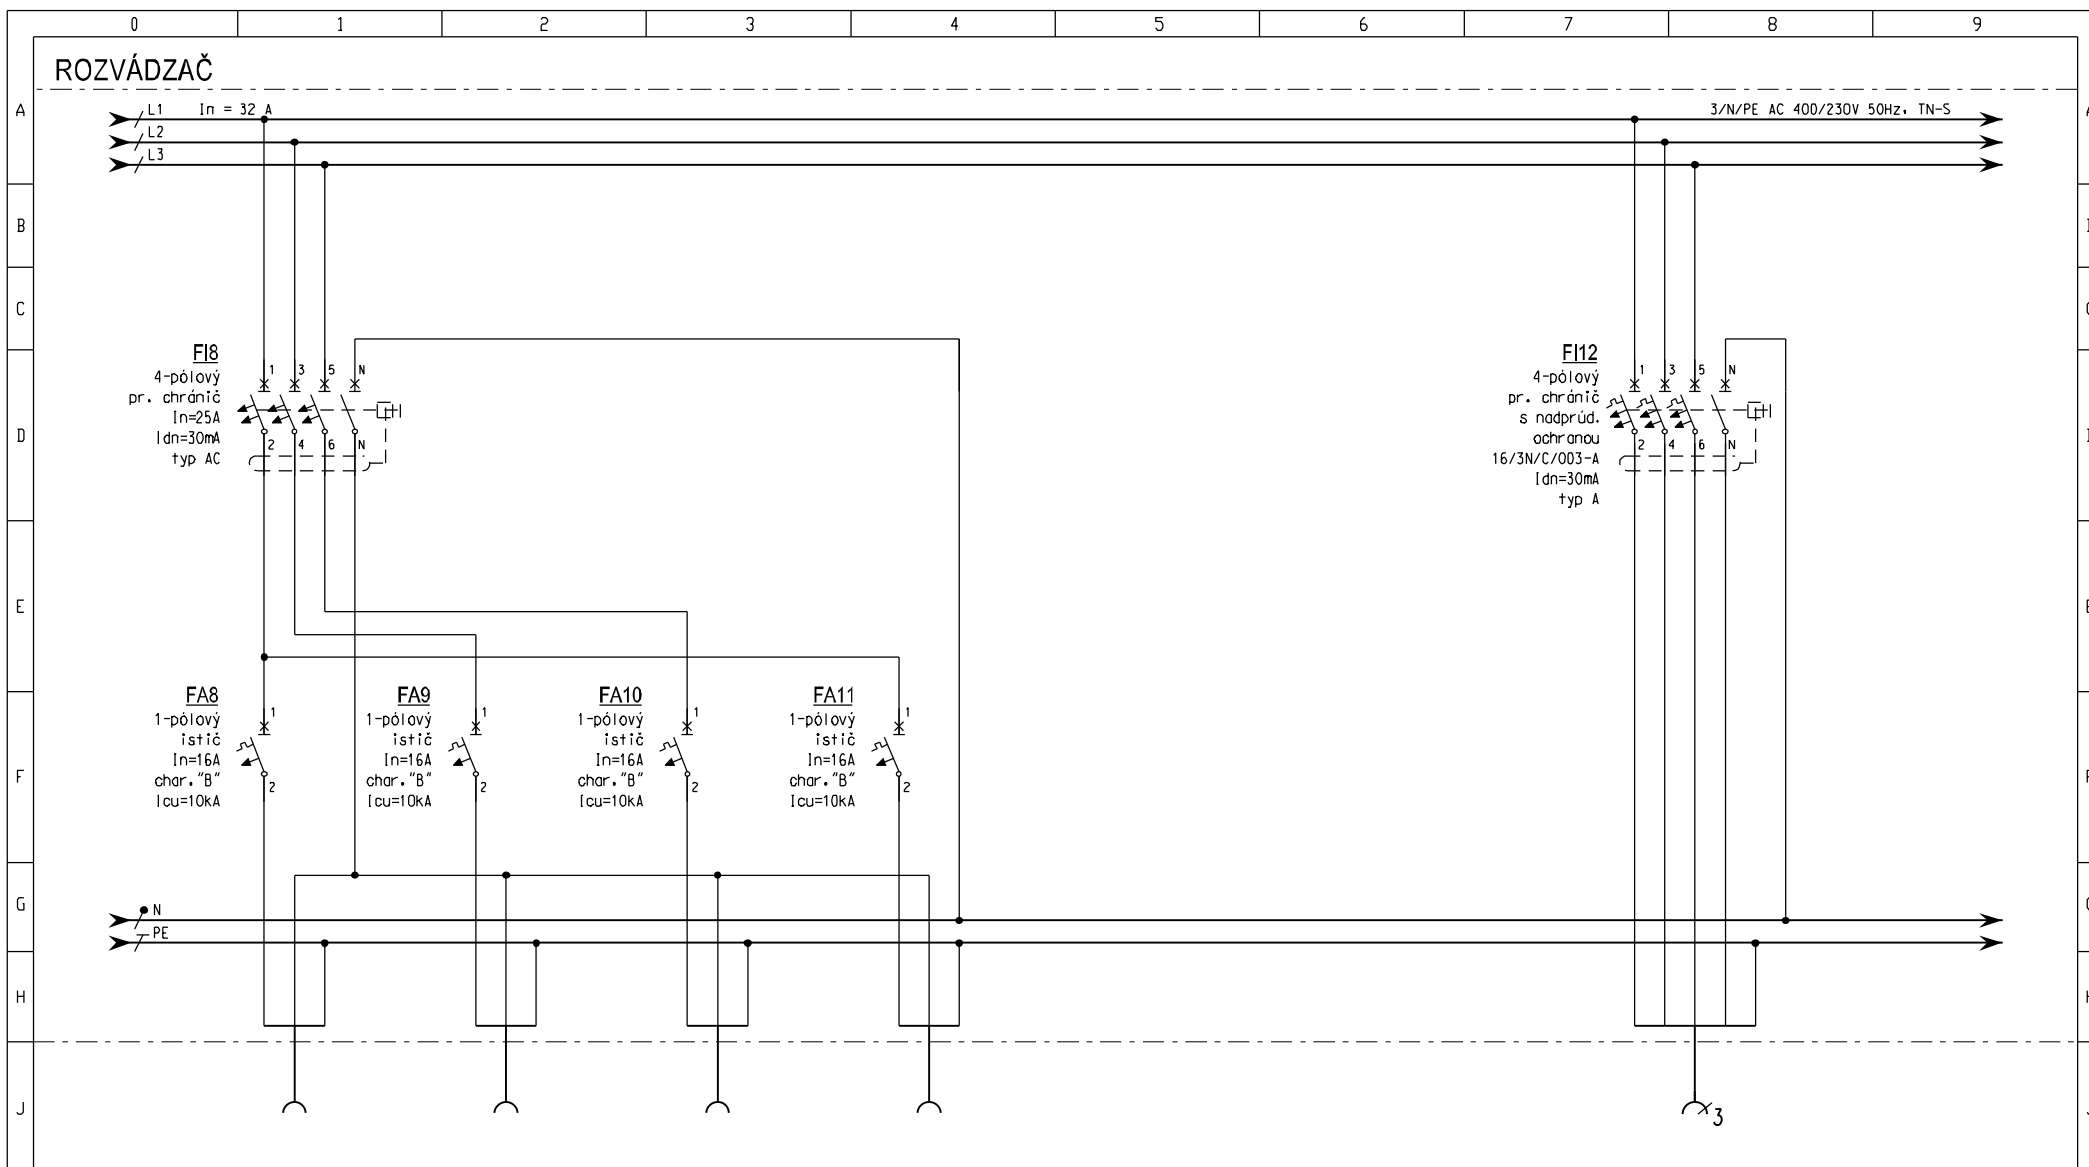 0 1 2 3 4 5 6 7 8 9
ROZVÁDZAČ
A
L1 In = 32 A
3/N/PE AC 400/230V 50Hz, TN-S
L2
L3
B
C
FI8
4-pólový
pr. chránič
In=25A
Idn=30mA
typ AC
1 3 5 N
2 4 6 N
FI12
4-pólový
pr. chránič
s nadprúd.
ochranou
16/3N/C/003-A
Idn=30mA
typ A
1 3 5 N
2 4 6 N
D
E
FA8
1-pólový
istič
In=16A
char."B"
Icu=10kA
1
2
FA9
1-pólový
istič
In=16A
char."B"
Icu=10kA
1
2
FA10
1-pólový
istič
In=16A
char."B"
Icu=10kA
1
2
FA11
1-pólový
istič
In=16A
char."B"
Icu=10kA
1
2
F
G
N
PE
H
J
3